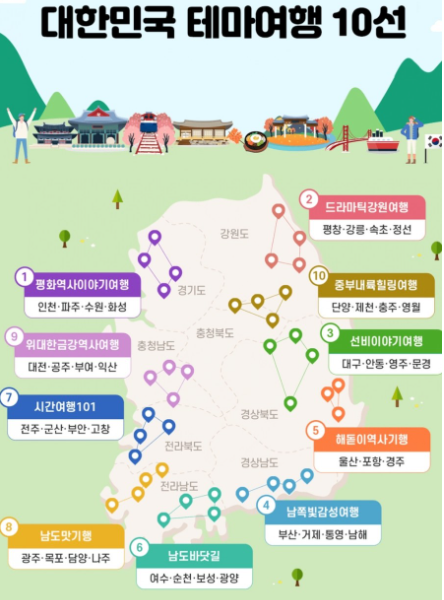 대한민국 테마여행 10선
2
드라마틱강원여행
평창·강릉·속초·정선
강원도
1
평화역사이야기여행
인천·파주·수원·화성
경기도
10
중부내륙힐링여행
단양·제천·충주·영월
충청북도
9
위대한금강역사여행
대전·공주·부여·익산
충청남도
3
선비이야기여행
대구·안동·영주·문경
7
시간여행101
전주·군산·부안·고창
경상북도
전라북도
5
해돋이역사기행
울산·포항·경주
경상남도
전라남도
4
남쪽빛감성여행
부산·거제·통영·남해
8
남도맛기행
광주·목포·담양·나주
6
남도바닷길
여수·순천·보성·광양